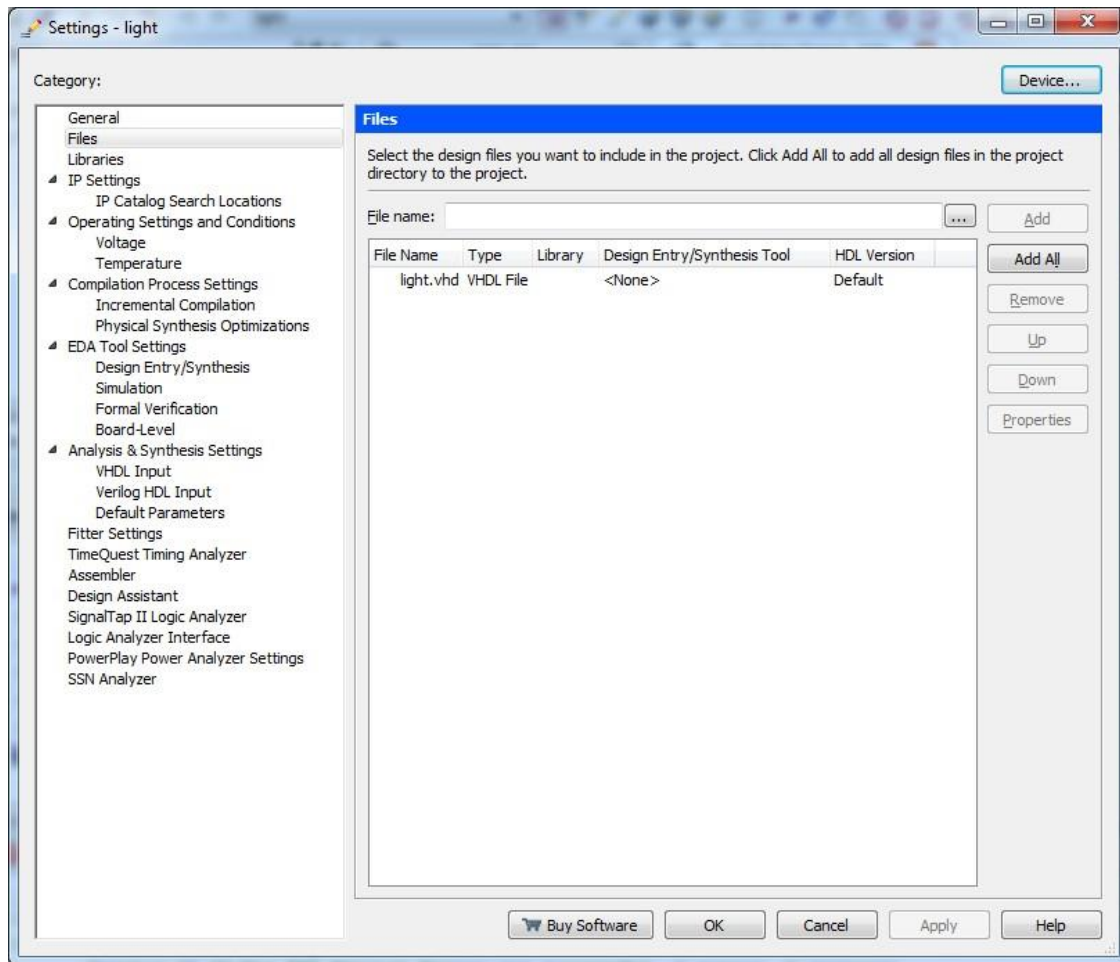 Settings - light
Category:
Device...
General
Files
Libraries
IP Settings
IP Catalog Search Locations
Operating Settings and Conditions
Voltage
Temperature
Compilation Process Settings
Incremental Compilation
Physical Synthesis Optimizations
EDA Tool Settings
Design Entry/Synthesis
Simulation
Formal Verification
Board-Level
Analysis & Synthesis Settings
VHDL Input
Verilog HDL Input
Default Parameters
Fitter Settings
TimeQuest Timing Analyzer
Assembler
Design Assistant
SignalTap II Logic Analyzer
Logic Analyzer Interface
PowerPlay Power Analyzer Settings
SSN Analyzer
Files
Select the design files you want to include in the project. Click Add All to add all design files in the project
directory to the project.
File name: ... Add
File Name Type Library Design Entry/Synthesis Tool HDL Version
light.vhd VHDL File <None> Default
Add All
Remove
Up
Down
Properties
Buy Software OK Cancel Apply Help